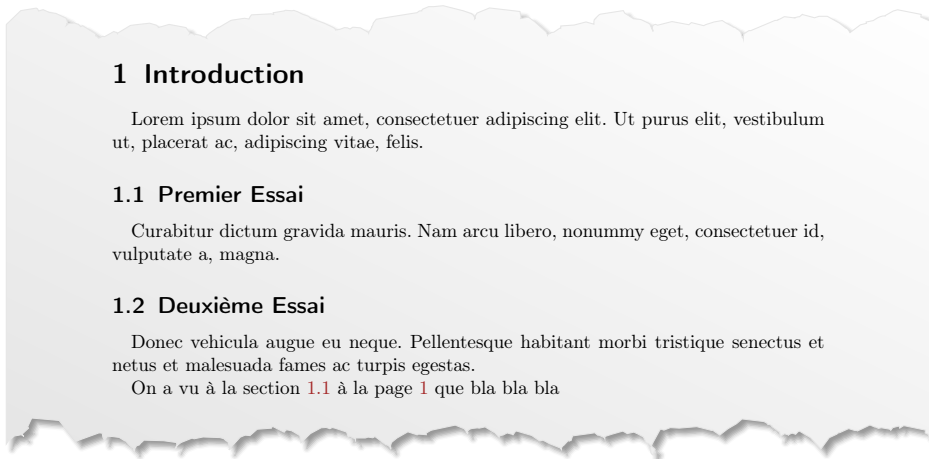 1 Introduction
Lorem ipsum dolor sit amet, consectetuer adipiscing elit. Ut purus elit, vestibulum
ut, placerat ac, adipiscing vitae, felis.
1.1 Premier Essai
Curabitur dictum gravida mauris. Nam arcu libero, nonummy eget, consectetuer id,
vulputate a, magna.
1.2 Deuxième Essai
Donec vehicula augue eu neque. Pellentesque habitant morbi tristique senectus et
netus et malesuada fames ac turpis egestas.
On a vu à la section 1.1 à la page 1 que bla bla bla